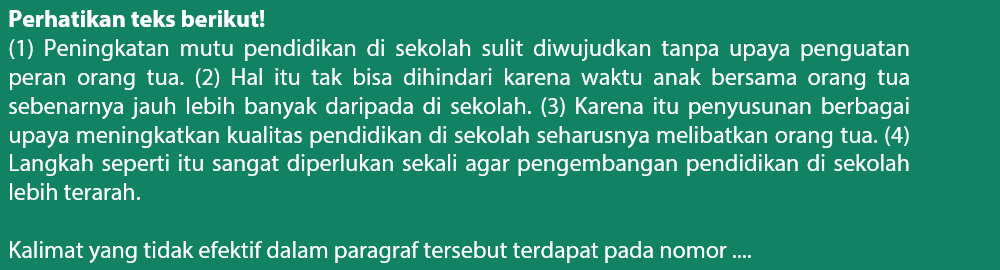 Perhatikan teks berikut!
(1) Peningkatan mutu pendidikan di sekolah sulit diwujudkan tanpa upaya penguatan
peran orang tua. (2) Hal itu tak bisa dihindari karena waktu anak bersama orang tua
sebenarnya jauh lebih banyak daripada di sekolah. (3) Karena itu penyusunan berbagai
upaya meningkatkan kualitas pendidikan di sekolah seharusnya melibatkan orang tua. (4)
Langkah seperti itu sangat diperlukan sekali agar pengembangan pendidikan di sekolah
lebih terarah.
Kalimat yang tidak efektif dalam paragraf tersebut terdapat pada nomor ....